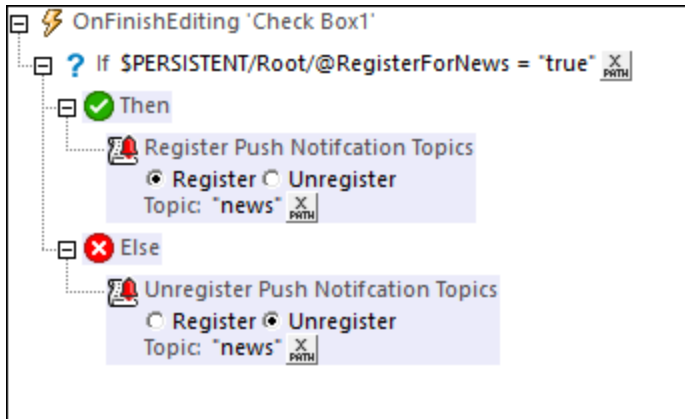 OnFinishEditing 'Check Box1'
If $PERSISTENT/Root/@RegisterForNews = "true" X PATH
Then
Register Push Notifcation Topics
Register Unregister
Topic: "news" X PATH
Else
Unregister Push Notifcation Topics
Register Unregister
Topic: "news" X PATH